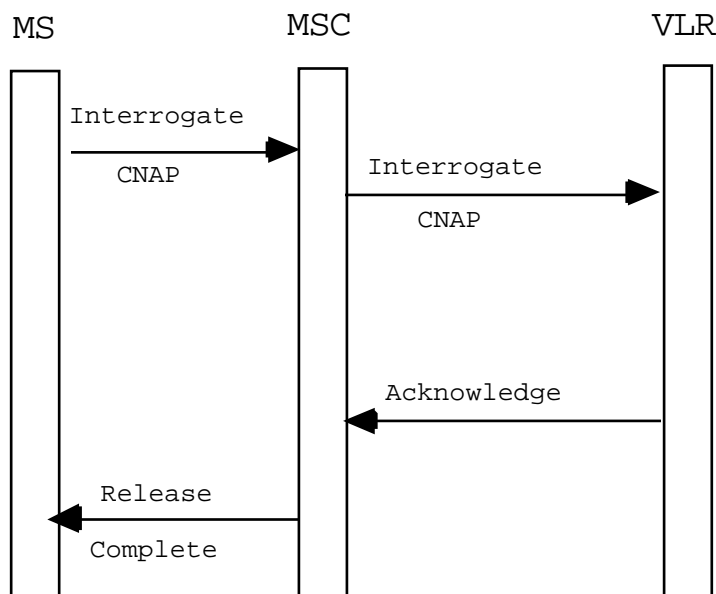 MS MSC VLR
Interrogate
CNAP
Interrogate
CNAP
Acknowledge
Release
Complete